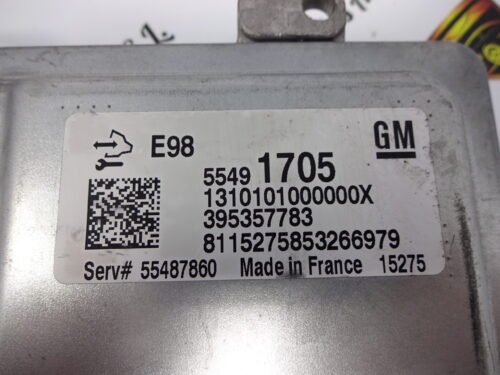 E98
GM
5549 1705
1310101000000X
395357783
8115275853266979
Serv# 55487860 Made in France 15275